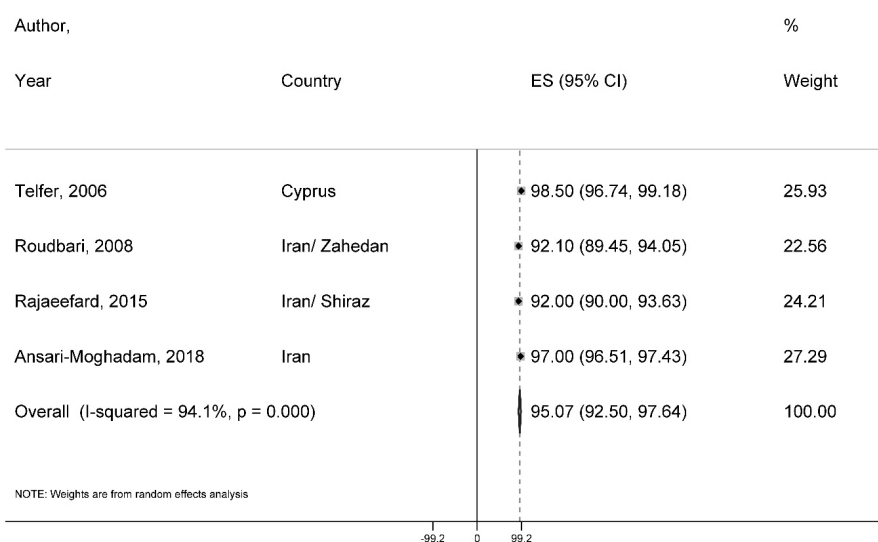 Author, %
Year Country ES (95% CI) Weight
Telfer, 2006 Cyprus 98.50 (96.74, 99.18) 25.93
Roudbari, 2008 Iran/ Zahedan 92.10 (89.45, 94.05) 22.56
Rajaeefard, 2015 Iran/ Shiraz 92.00 (90.00, 93.63) 24.21
Ansari-Moghadam, 2018 Iran 97.00 (96.51, 97.43) 27.29
Overall (I-squared = 94.1%, p = 0.000) 95.07 (92.50, 97.64) 100.00
NOTE: Weights are from random effects analysis
-99.2 0 99.2